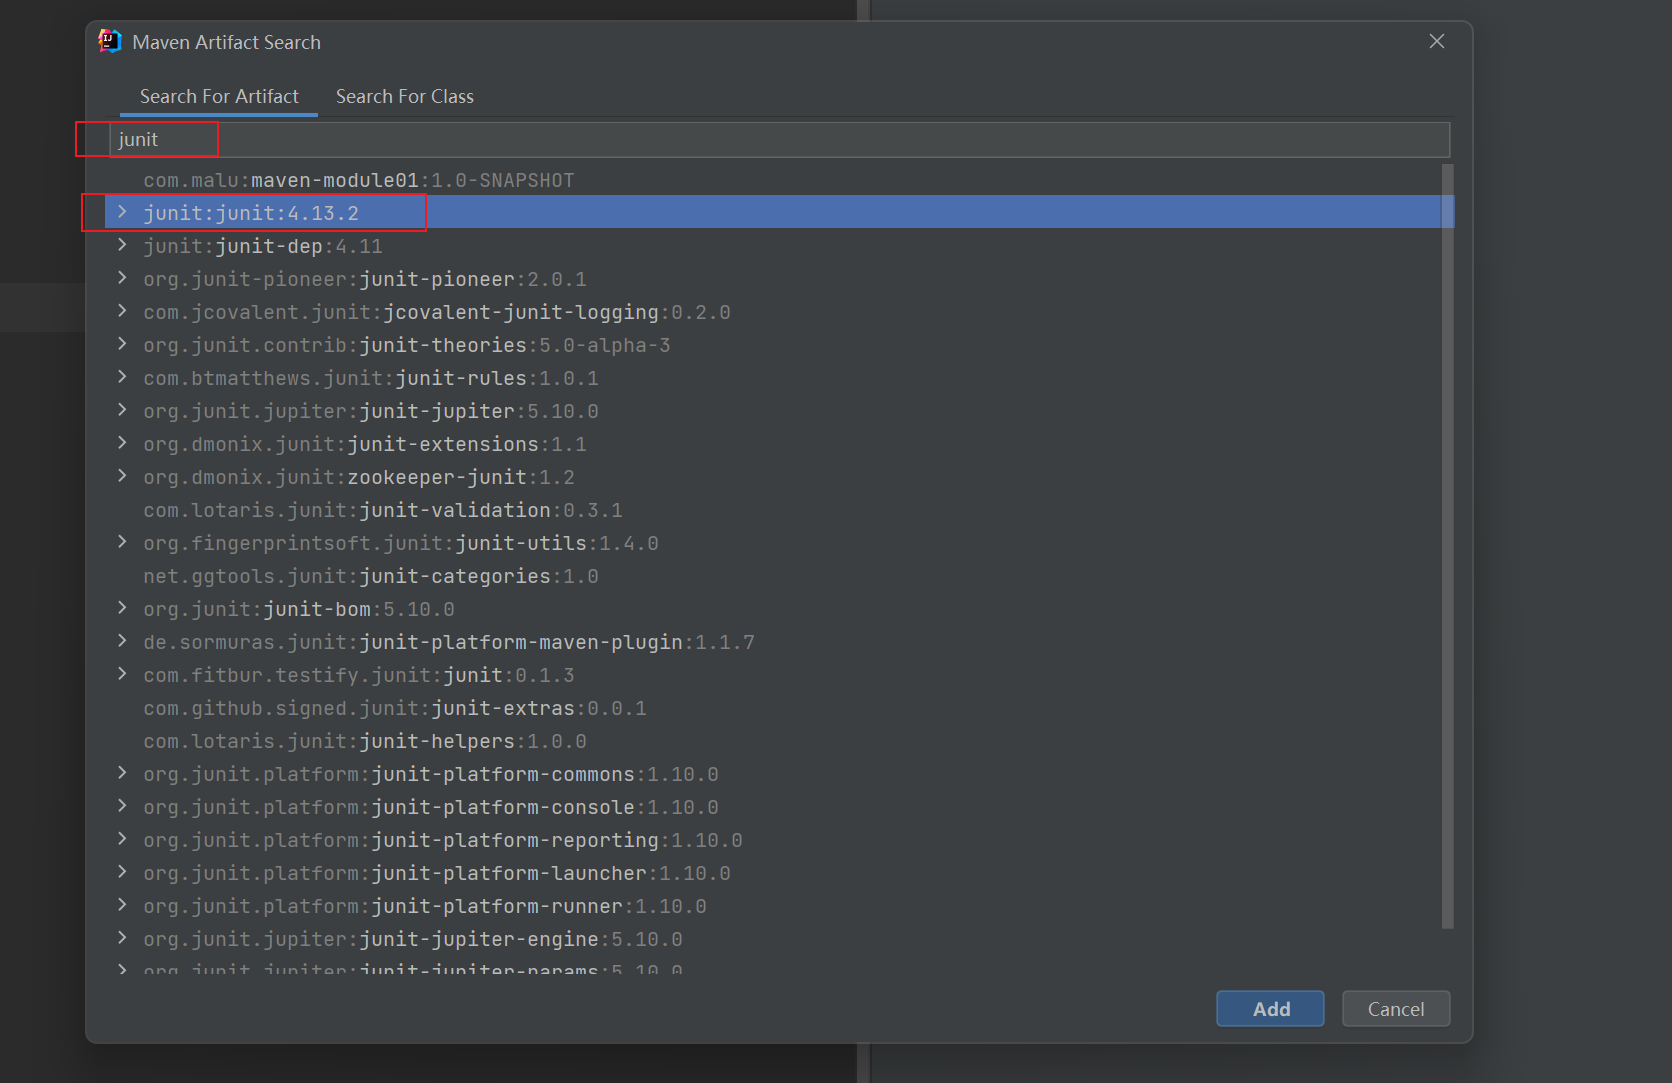 Maven Artifact Search
Search For Artifact Search For Class
junit
com.malu:maven-module01:1.0-SNAPSHOT
junit:junit:4.13.2
junit:junit-dep:4.11
org.junit-pioneer:junit-pioneer:2.0.1
com.jcovalent.junit:jcovalent-junit-logging:0.2.0
org.junit.contrib:junit-theories:5.0-alpha-3
com.btmatthews.junit:junit-rules:1.0.1
org.junit.jupiter:junit-jupiter:5.10.0
org.dmonix.junit:junit-extensions:1.1
org.dmonix.junit:zookeeper-junit:1.2
com.lotaris.junit:junit-validation:0.3.1
org.fingerprintsoft.junit:junit-utils:1.4.0
net.ggtools.junit:junit-categories:1.0
org.junit:junit-bom:5.10.0
de.sormuras.junit:junit-platform-maven-plugin:1.1.7
com.fitbur.testify.junit:junit:0.1.3
com.github.signed.junit:junit-extras:0.0.1
com.lotaris.junit:junit-helpers:1.0.0
org.junit.platform:junit-platform-commons:1.10.0
org.junit.platform:junit-platform-console:1.10.0
org.junit.platform:junit-platform-reporting:1.10.0
org.junit.platform:junit-platform-launcher:1.10.0
org.junit.platform:junit-platform-runner:1.10.0
org.junit.jupiter:junit-jupiter-engine:5.10.0
org.junit.jupiter:junit-jupiter-params:5.10.0
Add Cancel